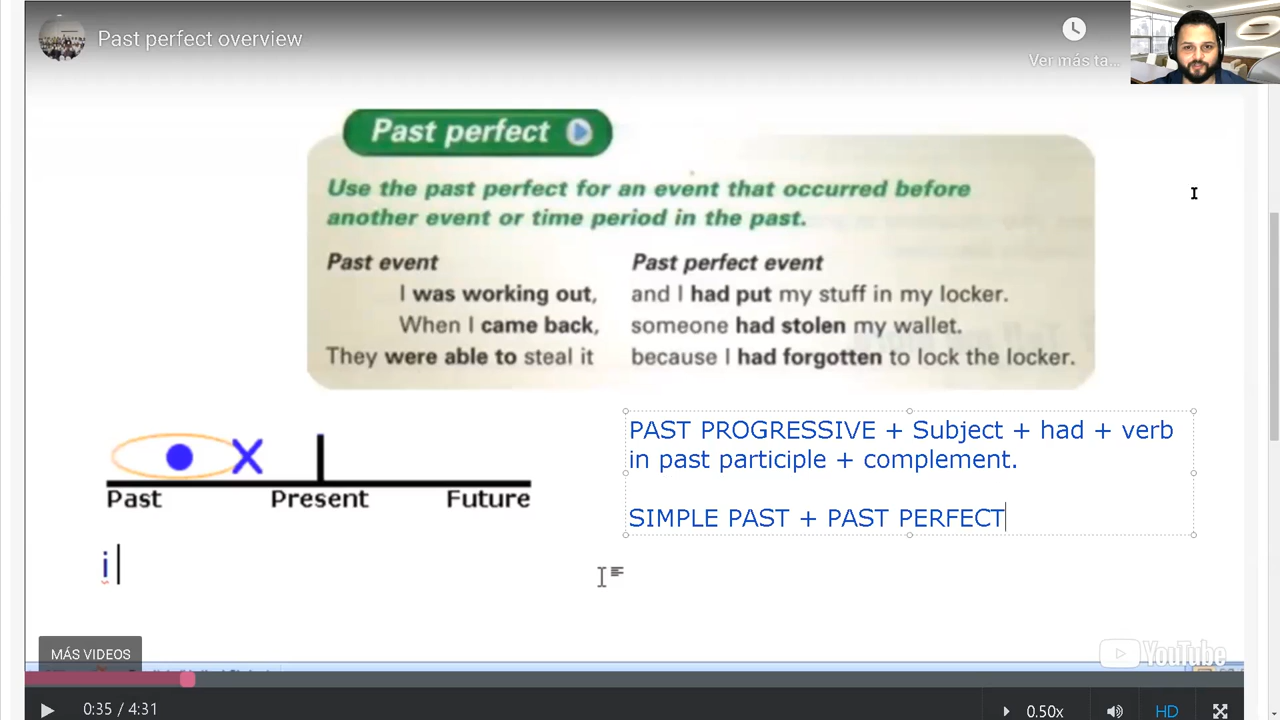 Past perfect overview
Ver más ta...
Past perfect
Use the past perfect for an event that occurred before
another event or time period in the past.
Past event
Past perfect event
I was working out, and I had put my stuff in my locker.
When I came back, someone had stolen my wallet.
They were able to steal it because I had forgotten to lock the locker.
PAST PROGRESSIVE + Subject + had + verb
in past participle + complement.
SIMPLE PAST + PAST PERFECT
Past Present Future
i
MÁS VIDEOS
YouTube
0:35 / 4:31
0.50x
HD